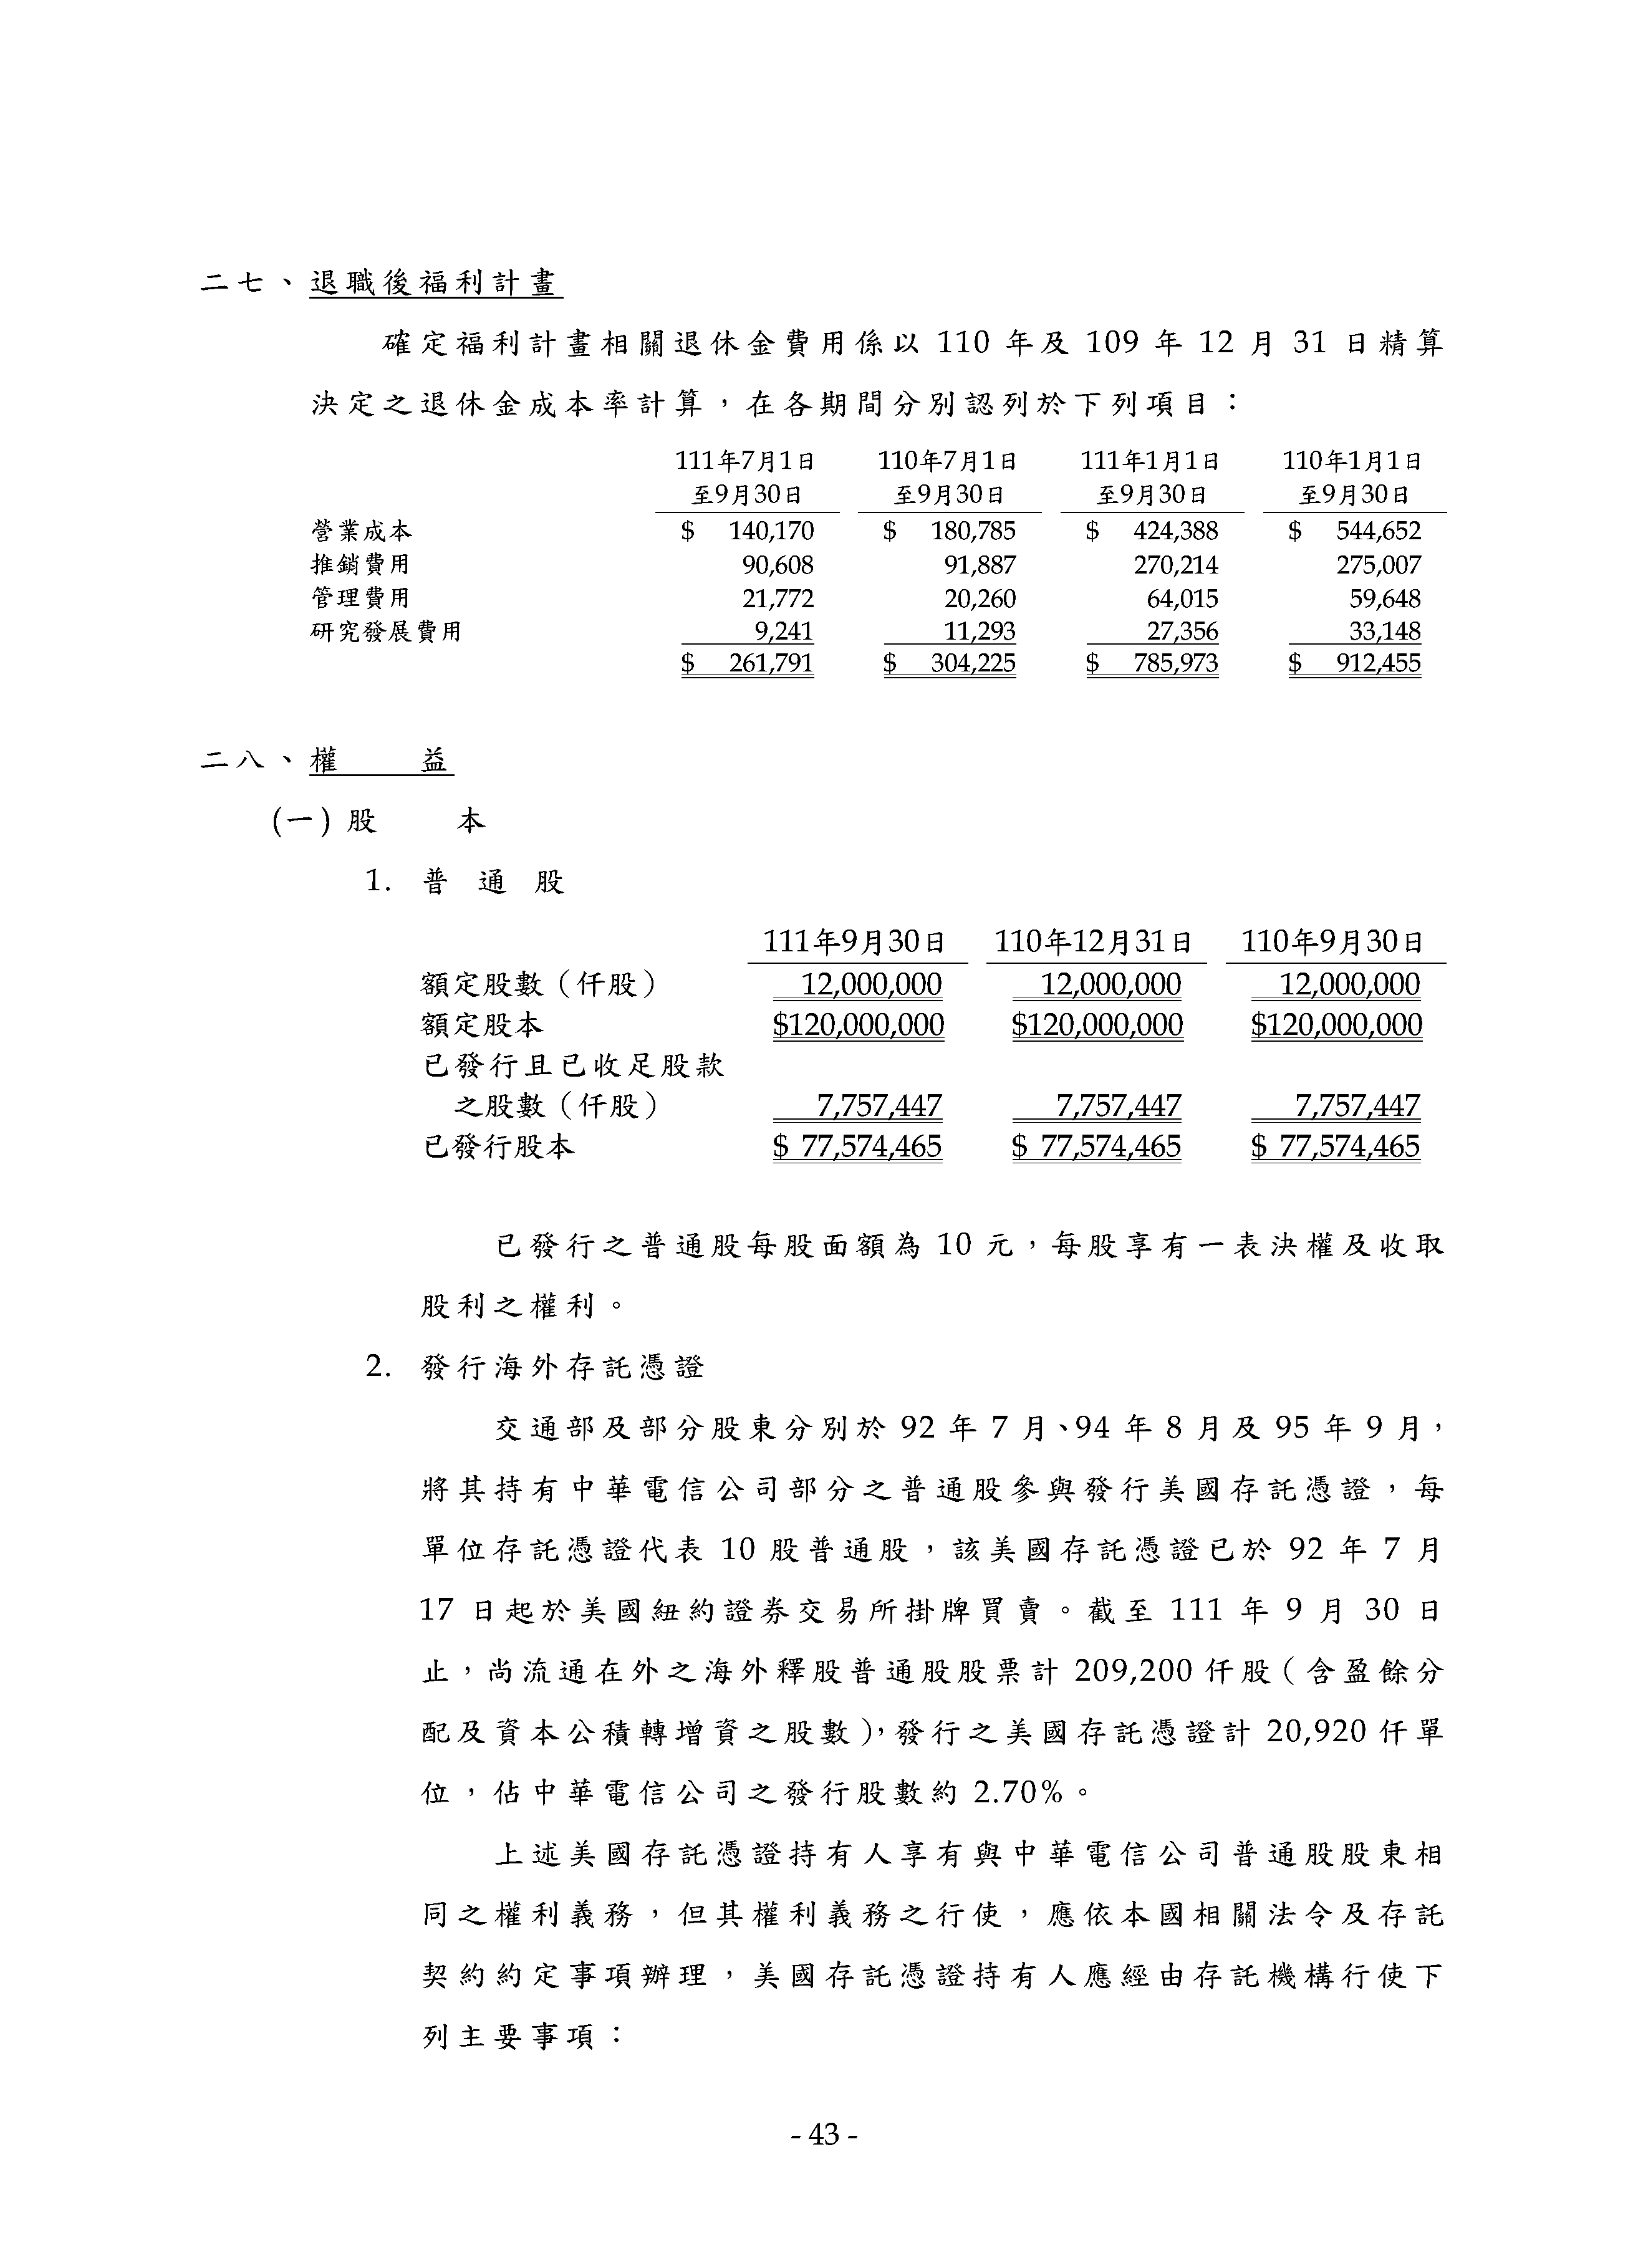 二七、退職後福利計畫
確定福利計畫相關退休金費用係以 110 年及 109 年 12 月 31 日精算
決定之退休金成本率計算，在各期間分別認列於下列項目：
111年7月1日 110年7月1日 111年1月1日 110年1月1日
至9月30日 至9月30日 至9月30日 至9月30日
營業成本 $ 140,170 $ 180,785 $ 424,388 $ 544,652
推銷費用 90,608 91,887 270,214 275,007
管理費用 21,772 20,260 64,015 59,648
研究發展費用 9,241 11,293 27,356 33,148
$ 261,791 $ 304,225 $ 785,973 $ 912,455
二八、權　　益
(一) 股　　本
1. 普 通 股
111年9月30日 110年12月31日 110年9月30日
額定股數（仟股） 12,000,000 12,000,000 12,000,000
額定股本 $120,000,000 $120,000,000 $120,000,000
已發行且已收足股款
之股數（仟股） 7,757,447 7,757,447 7,757,447
已發行股本 $ 77,574,465 $ 77,574,465 $ 77,574,465
已發行之普通股每股面額為 10 元，每股享有一表決權及收取
股利之權利。
2. 發行海外存託憑證
交通部及部分股東分別於 92 年 7 月、94 年 8 月及 95 年 9 月，
將其持有中華電信公司部分之普通股參與發行美國存託憑證，每
單位存託憑證代表 10 股普通股，該美國存託憑證已於 92 年 7 月
17 日起於美國紐約證券交易所掛牌買賣。截至 111 年 9 月 30 日
止，尚流通在外之海外釋股普通股股票計 209,200 仟股（含盈餘分
配及資本公積轉增資之股數），發行之美國存託憑證計 20,920 仟單
位，佔中華電信公司之發行股數約 2.70%。
上述美國存託憑證持有人享有與中華電信公司普通股股東相
同之權利義務，但其權利義務之行使，應依本國相關法令及存託
契約約定事項辦理，美國存託憑證持有人應經由存託機構行使下
列主要事項：
- 43 -